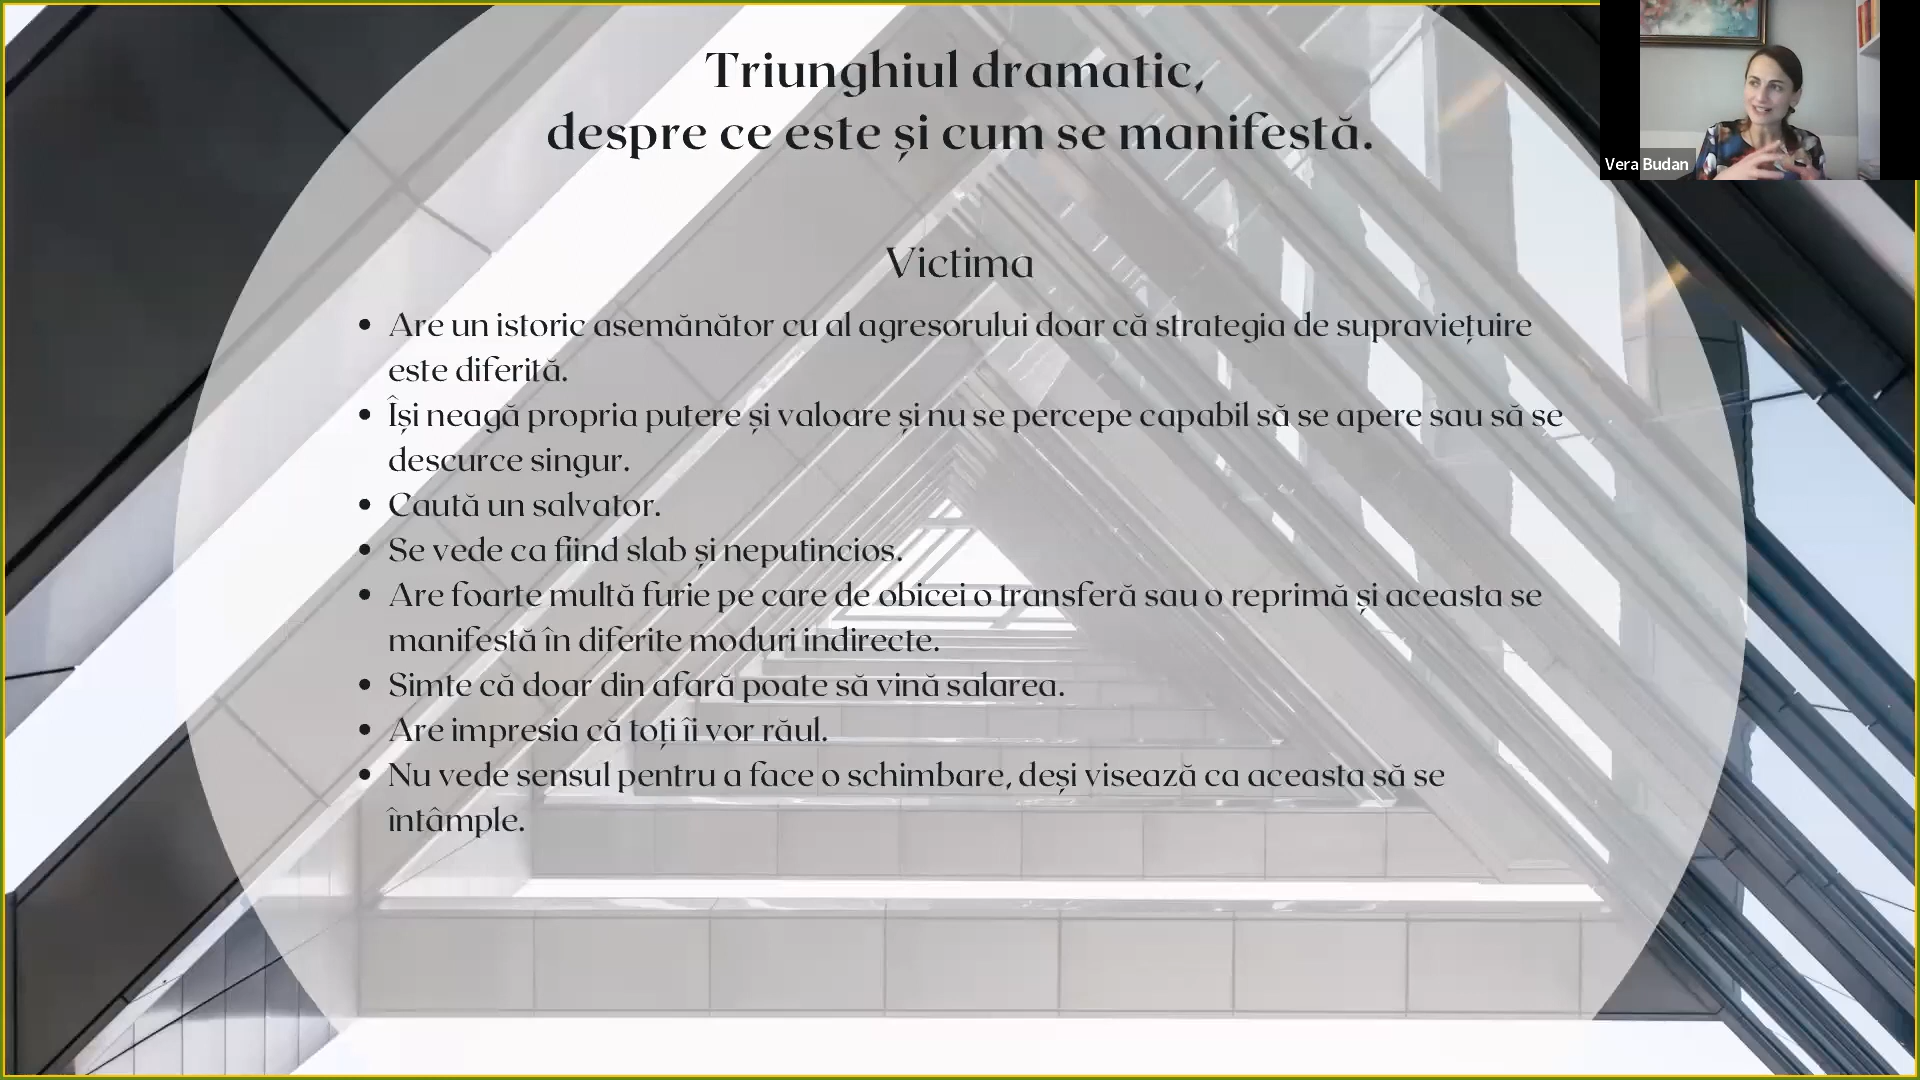 Triunghiul dramatic,
despre ce este și cum se manifestă.
Vera Budan
Victima
• Are un istoric asemănător cu al agresorului doar că strategia de supraviețuire
este diferită.
• Își neagă propria putere și valoare și nu se percepe capabil să se apere sau să se
descurce singur.
• Caută un salvator.
• Se vede ca fiind slab și neputincios.
• Are foarte multă furie pe care de obicei o transferă sau o reprimă și aceasta se
manifestă în diferite moduri indirecte.
• Simte că doar din afară poate să vină salarea.
• Are impresia că toți îi vor răul.
• Nu vede sensul pentru a face o schimbare, deși visează ca aceasta să se
întâmple.